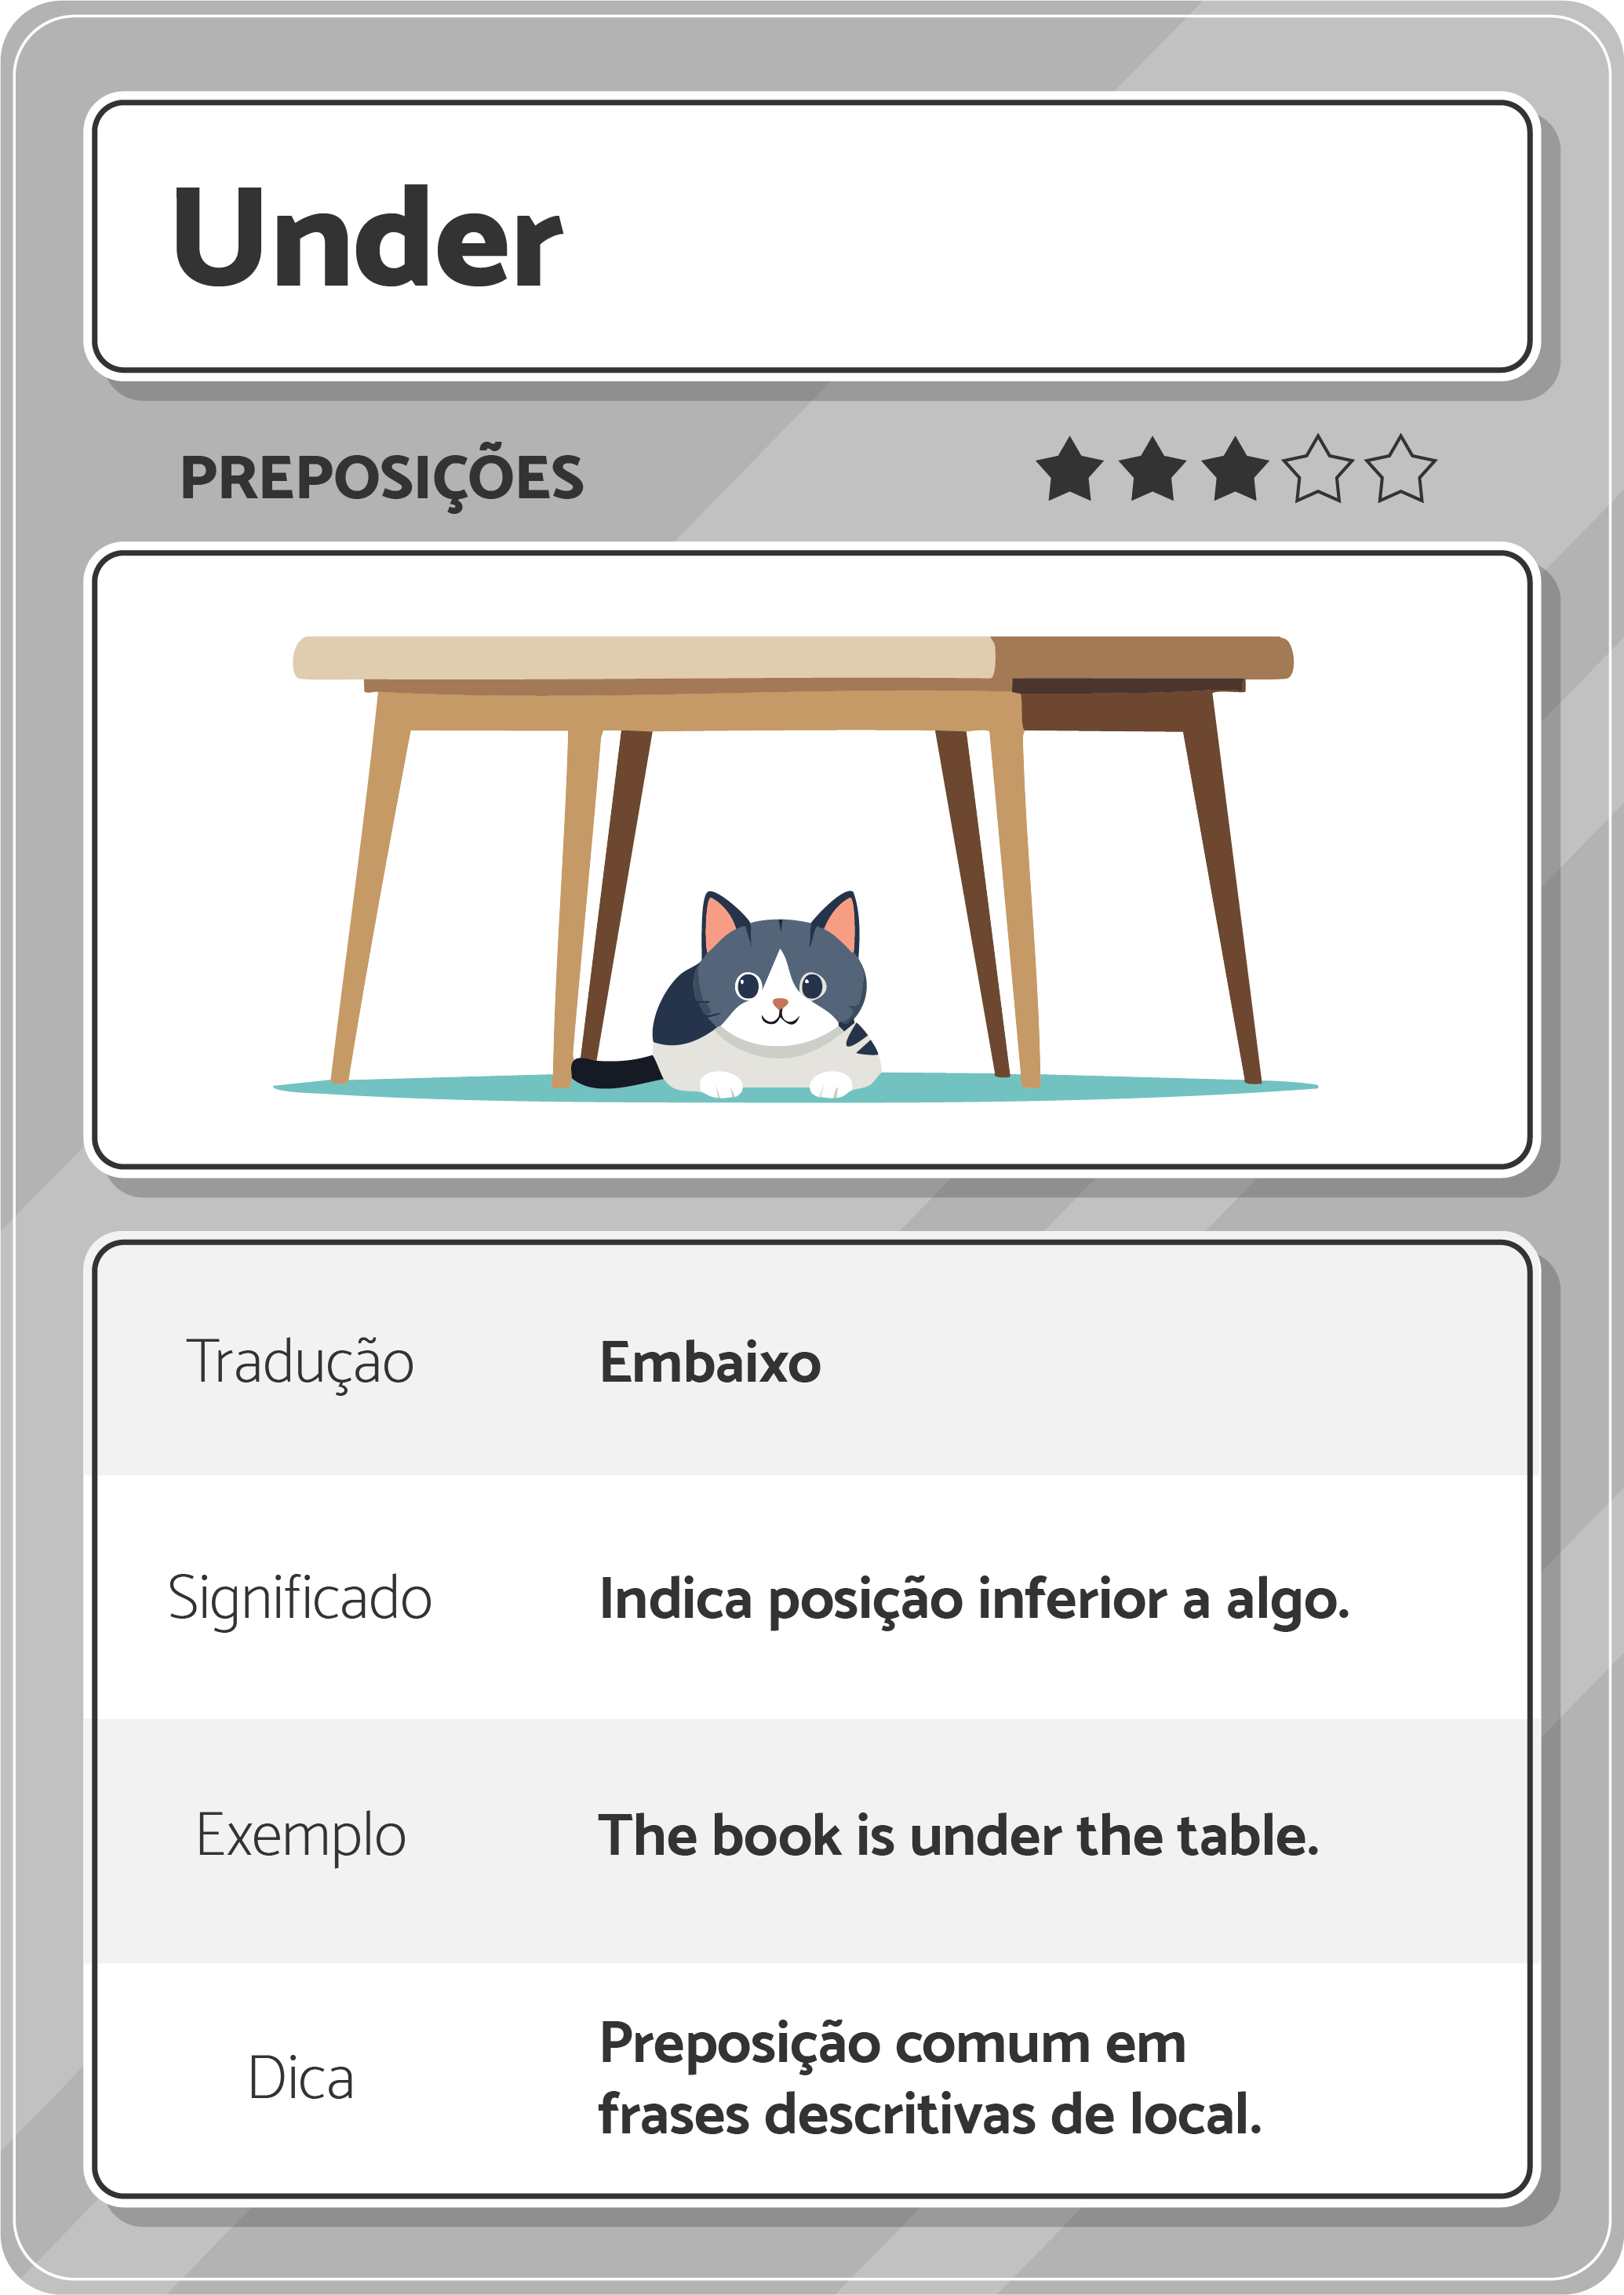 Under
PREPOSIÇÕES
Tradução
Embaixo
Significado
Indica posição inferior a algo.
Exemplo
The book is under the table.
Dica
Preposição comum em
frases descritivas de local.